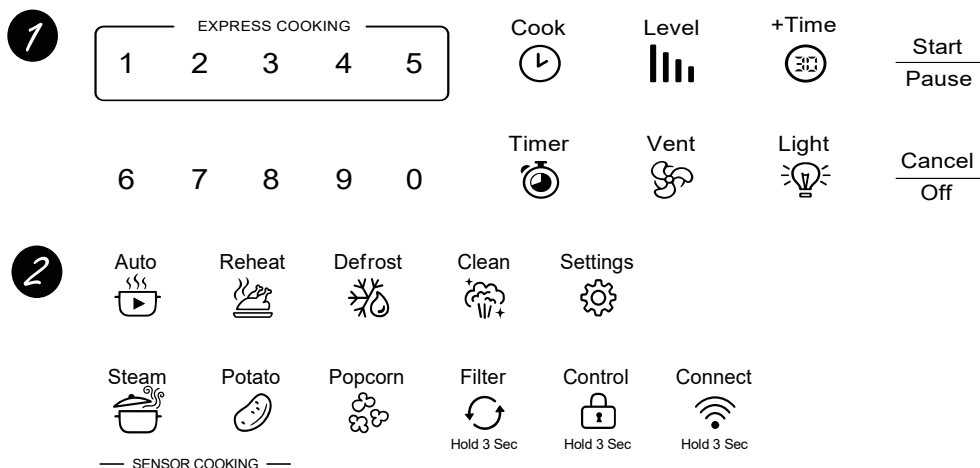 1
EXPRESS COOKING
1 2 3 4 5
Cook
Level
+Time
30
Start
Pause
6 7 8 9 0
Timer
Vent
Light
Cancel
Off
2
Auto
Reheat
Defrost
Clean
Settings
Steam
Potato
Popcorn
Filter
Hold 3 Sec
Control
Hold 3 Sec
Connect
Hold 3 Sec
SENSOR COOKING